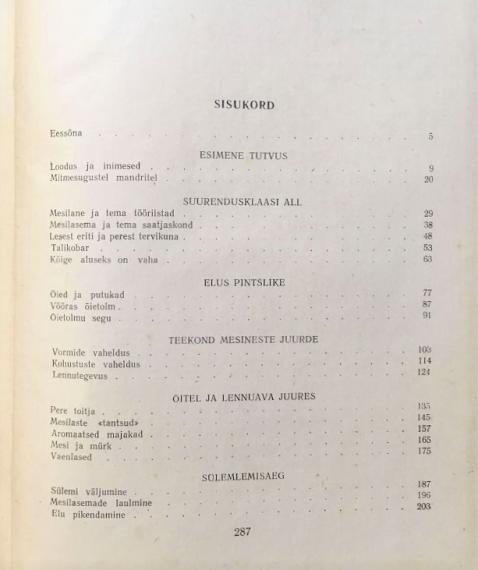 SISUKORD
Eessõna . . . . . . . . . . . . . . . . 5
ESIMENE TUTVUS
Loodus ja inimesed . . . . . . . . . . . . . 9
Mitmesugustel mandritel . . . . . . . . . . . . 20
SUURENDUSKLAASI ALL
Mesilane ja tema tööriistad . . . . . . . . . . . 29
Mesilasema ja tema saatjaskond . . . . . . . . . . 38
Lesest eriti ja perest tervikuna . . . . . . . . . . . 48
Talikobar . . . . . . . . . . . . . . . 53
Kõige aluseks on vaha . . . . . . . . . . . . 63
ELUS PINTSLIKE
Õied ja putukad . . . . . . . . . . . . . 77
Võõras õietolm . . . . . . . . . . . . . . 87
Õietolmu segu . . . . . . . . . . . . . . 91
TEEKOND MESINESTE JUURDE
Vormide vaheldus . . . . . . . . . . . . . 103
Kohustuste vaheldus . . . . . . . . . . . . 114
Lennutegevus . . . . . . . . . . . . . . 124
ÕITEL JA LENNUAVA JUURES
Pere toitja . . . . . . . . . . . . . . . 135
Mesilaste «tantsud» . . . . . . . . . . . . 145
Aromaatsed majakad . . . . . . . . . . . . 157
Mesi ja mürk . . . . . . . . . . . . . . 165
Vaenlased . . . . . . . . . . . . . . . 175
SÜLEMLEMISAEG
Sülemi väljumine . . . . . . . . . . . . . 187
Mesilasemade laulmine . . . . . . . . . . . . 196
Elu pikendamine . . . . . . . . . . . . . 203
287